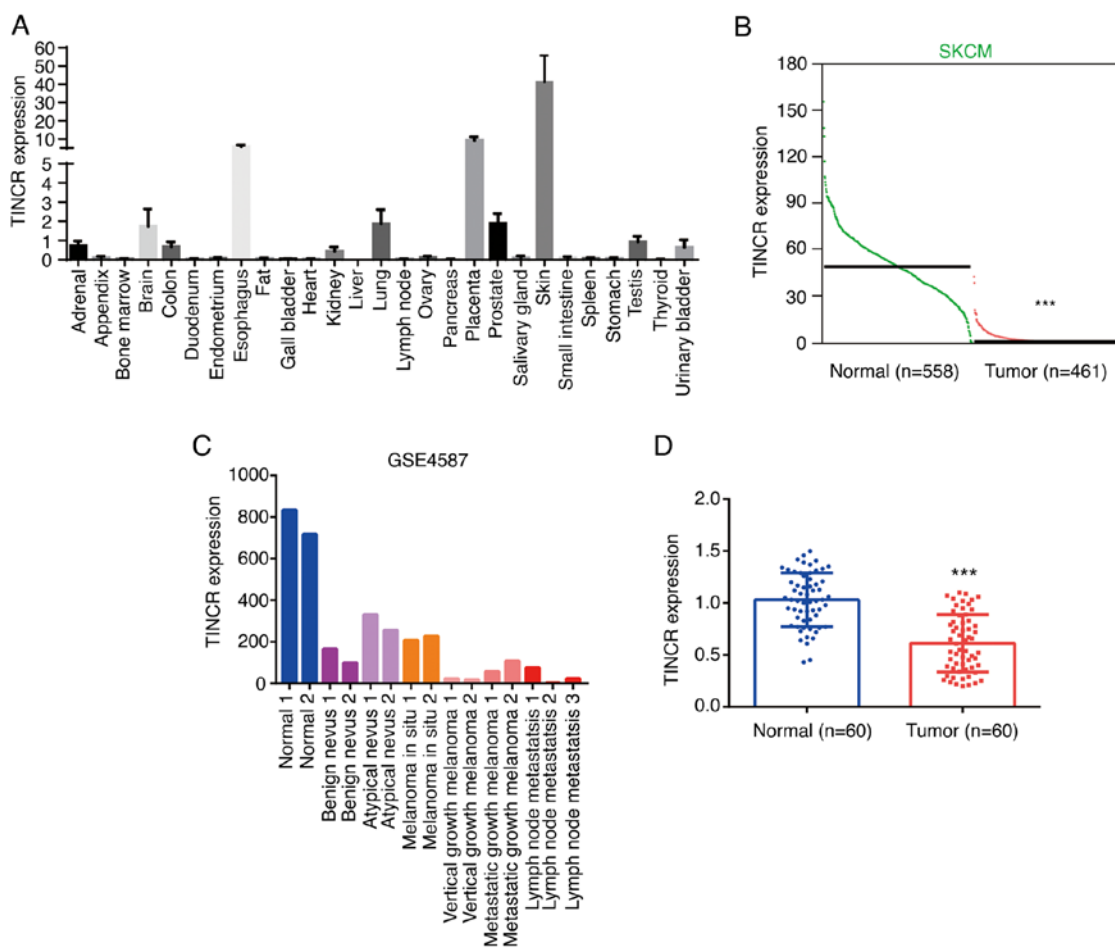 A
TINCR expression
60
50
40
30
20
10
5
4
3
2
1
0
Adrenal
Appendix
Bone marrow
Brain
Colon
Duodenum
Endometrium
Esophagus
Fat
Gall bladder
Heart
Kidney
Liver
Lung
Lymph node
Ovary
Pancreas
Placenta
Prostate
Salivary gland
Skin
Small intestine
Spleen
Stomach
Testis
Thyroid
Urinary bladder
B
SKCM
TINCR expression
180
150
120
90
60
30
0
***
Normal (n=558)
Tumor (n=461)
C
GSE4587
TINCR expression
1000
800
600
400
200
0
Normal 1
Normal 2
Benign nevus 1
Benign nevus 2
Atypical nevus 1
Atypical nevus 2
Melanoma in situ 1
Melanoma in situ 2
Vertical growth melanoma 1
Vertical growth melanoma 2
Metastatic growth melanoma 1
Metastatic growth melanoma 2
Lymph node metastatsis 1
Lymph node metastasis 2
Lymph node metastasis 3
D
TINCR expression
2.0
1.5
1.0
0.5
0.0
***
Normal (n=60)
Tumor (n=60)